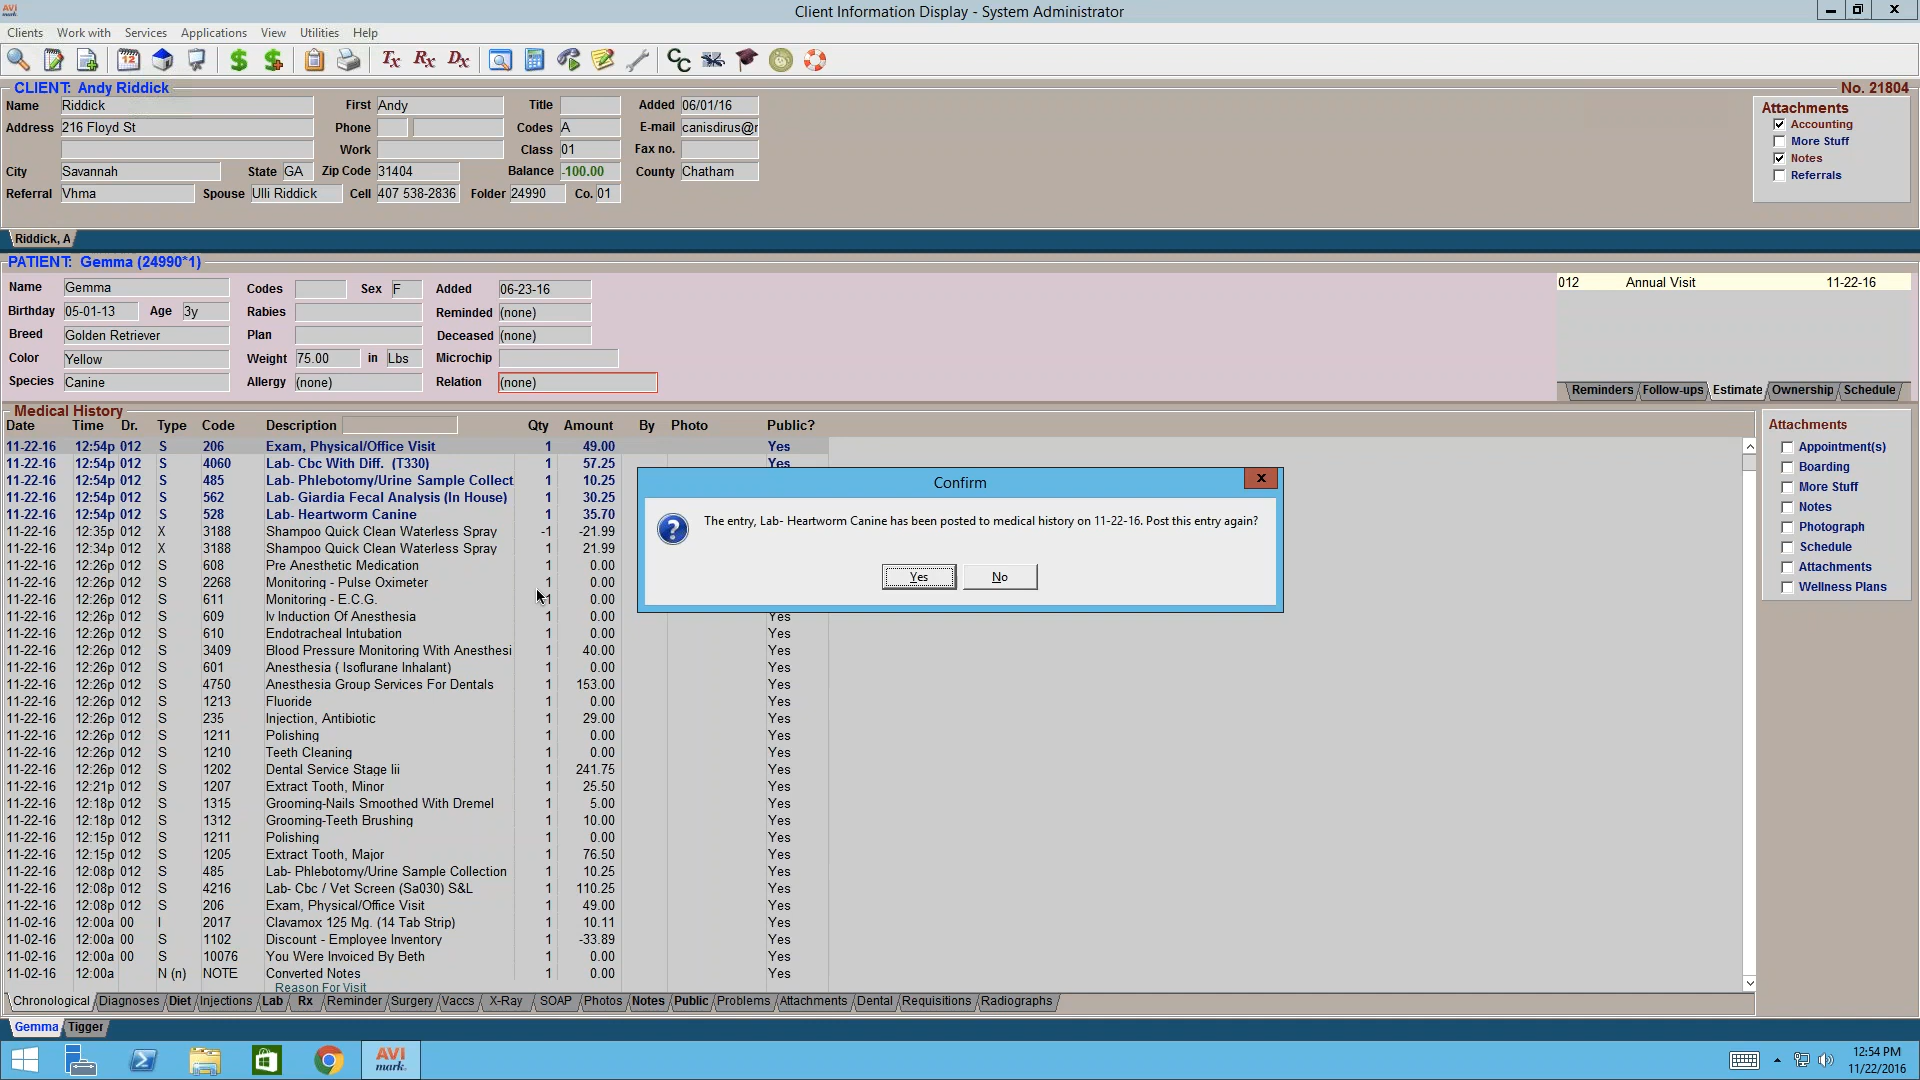 AVI mark
Client Information Display - System Administrator
Clients Work with Services Applications View Utilities Help
12 $ $ Tx Rx Dx CC
CLIENT: Andy Riddick No. 21804
Name Riddick First Andy Title Added 06/01/16 Attachments
Address 216 Floyd St Phone Codes A E-mail canisdirus@r Accounting
Work Class 01 Fax no. More Stuff
City Savannah State GA Zip Code 31404 Balance -100.00 County Chatham Notes
Referral Vhma Spouse Ulli Riddick Cell 407 538-2836 Folder 24990 Co. 01 Referrals
Riddick, A
PATIENT: Gemma (24990*1)
Name Gemma Codes Sex F Added 06-23-16 012 Annual Visit 11-22-16
Birthday 05-01-13 Age 3y Rabies Reminded (none)
Breed Golden Retriever Plan Deceased (none)
Color Yellow Weight 75.00 in Lbs Microchip
Species Canine Allergy (none) Relation (none) Reminders Follow-ups Estimate Ownership Schedule
Medical History
Date Time Dr. Type Code Description Qty Amount By Photo Public? Attachments
11-22-16 12:54p 012 S 206 Exam, Physical/Office Visit 1 49.00 Yes Appointment(s)
11-22-16 12:54p 012 S 4060 Lab- Cbc With Diff. (T330) 1 57.25 Yes Boarding
11-22-16 12:54p 012 S 485 Lab- Phlebotomy/Urine Sample Collect 1 10.25 More Stuff
11-22-16 12:54p 012 S 562 Lab- Giardia Fecal Analysis (In House) 1 30.25 Notes
11-22-16 12:54p 012 S 528 Lab- Heartworm Canine 1 35.70 Photograph
11-22-16 12:35p 012 X 3188 Shampoo Quick Clean Waterless Spray -1 -21.99 Schedule
11-22-16 12:34p 012 X 3188 Shampoo Quick Clean Waterless Spray 1 21.99 Attachments
11-22-16 12:26p 012 S 608 Pre Anesthetic Medication 1 0.00 Wellness Plans
11-22-16 12:26p 012 S 2268 Monitoring - Pulse Oximeter 1 0.00
11-22-16 12:26p 012 S 611 Monitoring - E.C.G. 1 0.00
11-22-16 12:26p 012 S 609 Iv Induction Of Anesthesia 1 0.00 Yes
11-22-16 12:26p 012 S 610 Endotracheal Intubation 1 0.00 Yes
11-22-16 12:26p 012 S 3409 Blood Pressure Monitoring With Anesthesi 1 40.00 Yes
11-22-16 12:26p 012 S 601 Anesthesia ( Isoflurane Inhalant) 1 0.00 Yes
11-22-16 12:26p 012 S 4750 Anesthesia Group Services For Dentals 1 153.00 Yes
11-22-16 12:26p 012 S 1213 Fluoride 1 0.00 Yes
11-22-16 12:26p 012 S 235 Injection, Antibiotic 1 29.00 Yes
11-22-16 12:26p 012 S 1211 Polishing 1 0.00 Yes
11-22-16 12:26p 012 S 1210 Teeth Cleaning 1 0.00 Yes
11-22-16 12:26p 012 S 1202 Dental Service Stage Iii 1 241.75 Yes
11-22-16 12:21p 012 S 1207 Extract Tooth, Minor 1 25.50 Yes
11-22-16 12:18p 012 S 1315 Grooming-Nails Smoothed With Dremel 1 5.00 Yes
11-22-16 12:18p 012 S 1312 Grooming-Teeth Brushing 1 10.00 Yes
11-22-16 12:15p 012 S 1211 Polishing 1 0.00 Yes
11-22-16 12:15p 012 S 1205 Extract Tooth, Major 1 76.50 Yes
11-22-16 12:08p 012 S 485 Lab- Phlebotomy/Urine Sample Collection 1 10.25 Yes
11-22-16 12:08p 012 S 4216 Lab- Cbc / Vet Screen (Sa030) S&L 1 110.25 Yes
11-22-16 12:08p 012 S 206 Exam, Physical/Office Visit 1 49.00 Yes
11-02-16 12:00a 00 I 2017 Clavamox 125 Mg. (14 Tab Strip) 1 10.11 Yes
11-02-16 12:00a 00 S 1102 Discount - Employee Inventory 1 -33.89 Yes
11-02-16 12:00a 00 S 10076 You Were Invoiced By Beth 1 0.00 Yes
11-02-16 12:00a N (n) NOTE Converted Notes 1 0.00 Yes
Reason For Visit
Confirm x
The entry, Lab- Heartworm Canine has been posted to medical history on 11-22-16. Post this entry again?
Yes No
Chronological Diagnoses Diet Injections Lab Rx Reminder Surgery Vaccs X-Ray SOAP Photos Notes Public Problems Attachments Dental Requisitions Radiographs
Gemma Tigger
AVI mark.
12:54 PM
11/22/2016